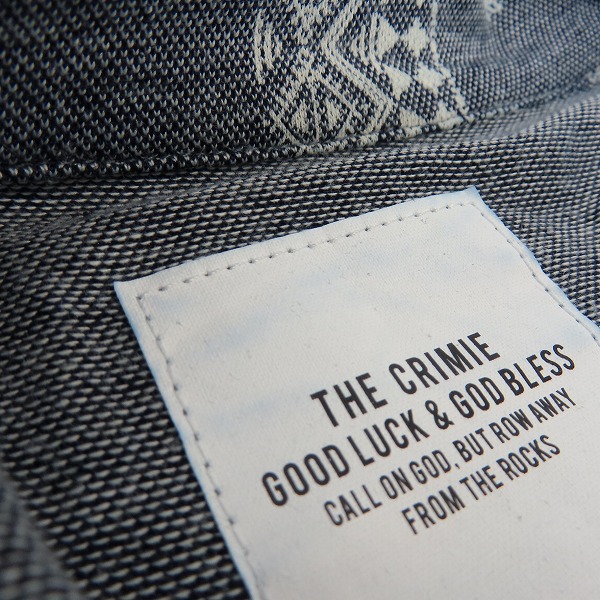 THE CRIMIE
GOOD LUCK & GOD BLESS
CALL ON GOD, BUT ROW AWAY
FROM THE ROCKS